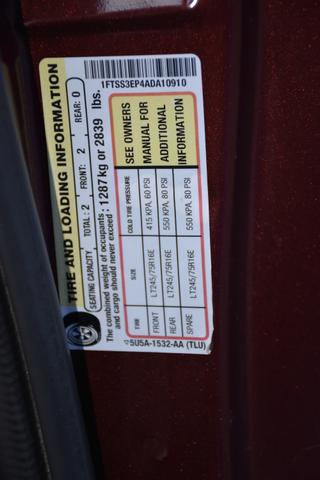 TIRE AND LOADING INFORMATION
SEATING CAPACITY TOTAL: 2 FRONT: 2 REAR: 0
The combined weight of occupants and cargo should never exceed : 1287 kg or 2839 lbs.
TIRE SIZE COLD TIRE PRESSURE
FRONT LT245/75R16E 415 KPA, 60 PSI
REAR LT245/75R16E 550 KPA, 80 PSI
SPARE LT245/75R16E 550 KPA, 80 PSI
SEE OWNERS
MANUAL FOR
ADDITIONAL
INFORMATION
1FTSS3EP4ADA10910
5U5A-1532-AA (TLU)